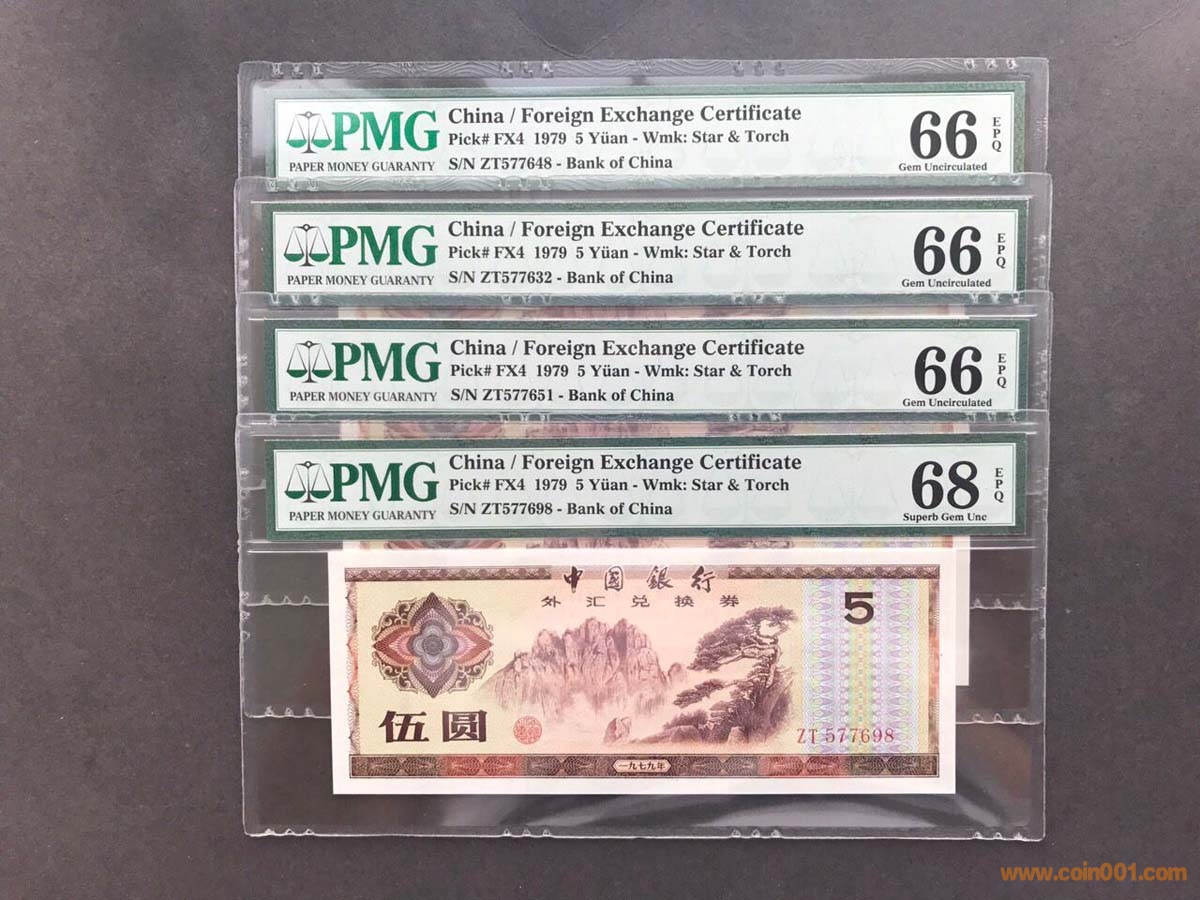 PMG
PAPER MONEY GUARANTY
China / Foreign Exchange Certificate
Pick# FX4 1979 5 Yüan - Wmk: Star & Torch
S/N ZT577648 - Bank of China
66
EPQ
Gem Uncirculated
PMG
PAPER MONEY GUARANTY
China / Foreign Exchange Certificate
Pick# FX4 1979 5 Yüan - Wmk: Star & Torch
S/N ZT577632 - Bank of China
66
EPQ
Gem Uncirculated
PMG
PAPER MONEY GUARANTY
China / Foreign Exchange Certificate
Pick# FX4 1979 5 Yüan - Wmk: Star & Torch
S/N ZT577651 - Bank of China
66
EPQ
Gem Uncirculated
PMG
PAPER MONEY GUARANTY
China / Foreign Exchange Certificate
Pick# FX4 1979 5 Yüan - Wmk: Star & Torch
S/N ZT577698 - Bank of China
68
EPQ
Superb Gem Unc
中國銀行
外汇兑换券
5
伍圆
ZT 577698
一九七九年
www.coin001.com